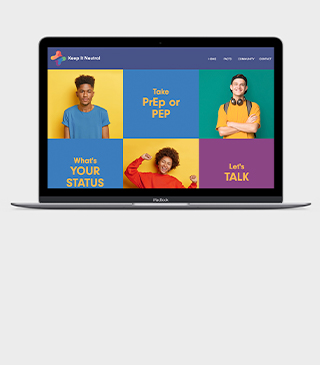 Keep it Neutral
HOME FACTS COMMUNITY CONTACT
Take
PrEp or
PEP
What's
YOUR
STATUS
Let's
TALK
MacBook